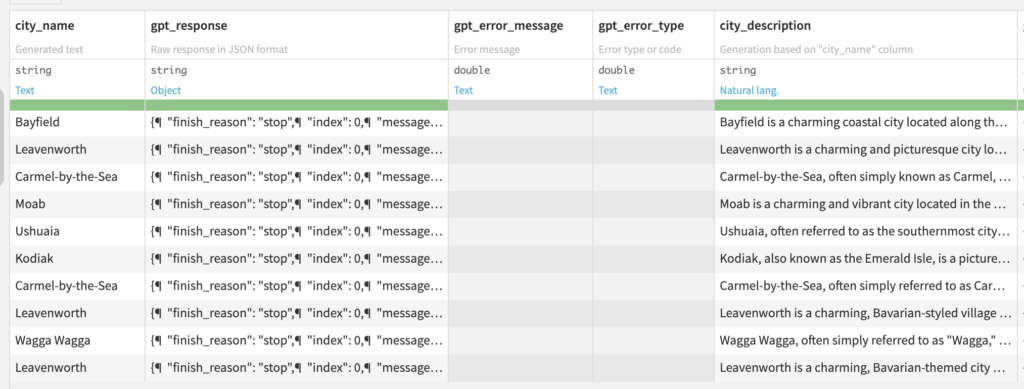 city_name gpt_response gpt_error_message gpt_error_type city_description
Generated text Raw response in JSON format Error message Error type or code Generation based on "city_name" column
string string double double string
Text Object Text Text Natural lang.
Bayfield {¶ "finish_reason": "stop",¶ "index": 0,¶ "message... Bayfield is a charming coastal city located along th...
Leavenworth {¶ "finish_reason": "stop",¶ "index": 0,¶ "message... Leavenworth is a charming and picturesque city lo...
Carmel-by-the-Sea {¶ "finish_reason": "stop",¶ "index": 0,¶ "message... Carmel-by-the-Sea, often simply known as Carmel, ...
Moab {¶ "finish_reason": "stop",¶ "index": 0,¶ "message... Moab is a charming and vibrant city located in the ...
Ushuaia {¶ "finish_reason": "stop",¶ "index": 0,¶ "message... Ushuaia, often referred to as the southernmost city...
Kodiak {¶ "finish_reason": "stop",¶ "index": 0,¶ "message... Kodiak, also known as the Emerald Isle, is a picture...
Carmel-by-the-Sea {¶ "finish_reason": "stop",¶ "index": 0,¶ "message... Carmel-by-the-Sea, often simply referred to as Car...
Leavenworth {¶ "finish_reason": "stop",¶ "index": 0,¶ "message... Leavenworth is a charming, Bavarian-styled village ...
Wagga Wagga {¶ "finish_reason": "stop",¶ "index": 0,¶ "message... Wagga Wagga, often simply referred to as "Wagga," ...
Leavenworth {¶ "finish_reason": "stop",¶ "index": 0,¶ "message... Leavenworth is a charming, Bavarian-themed city ...